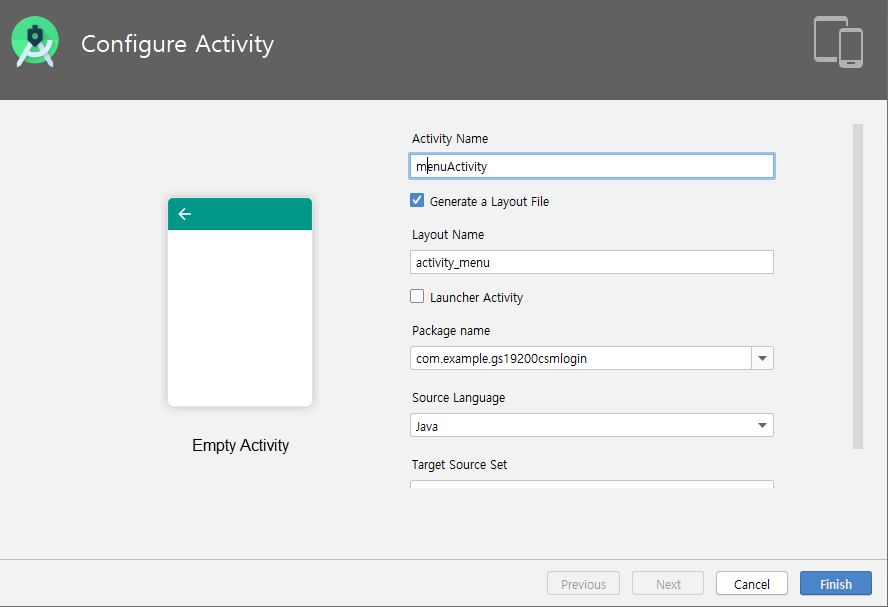 Configure Activity
Activity Name
menuActivity
Generate a Layout File
Layout Name
activity_menu
Launcher Activity
Package name
com.example.gs19200csmlogin
Source Language
Java
Target Source Set
Empty Activity
Previous
Next
Cancel
Finish